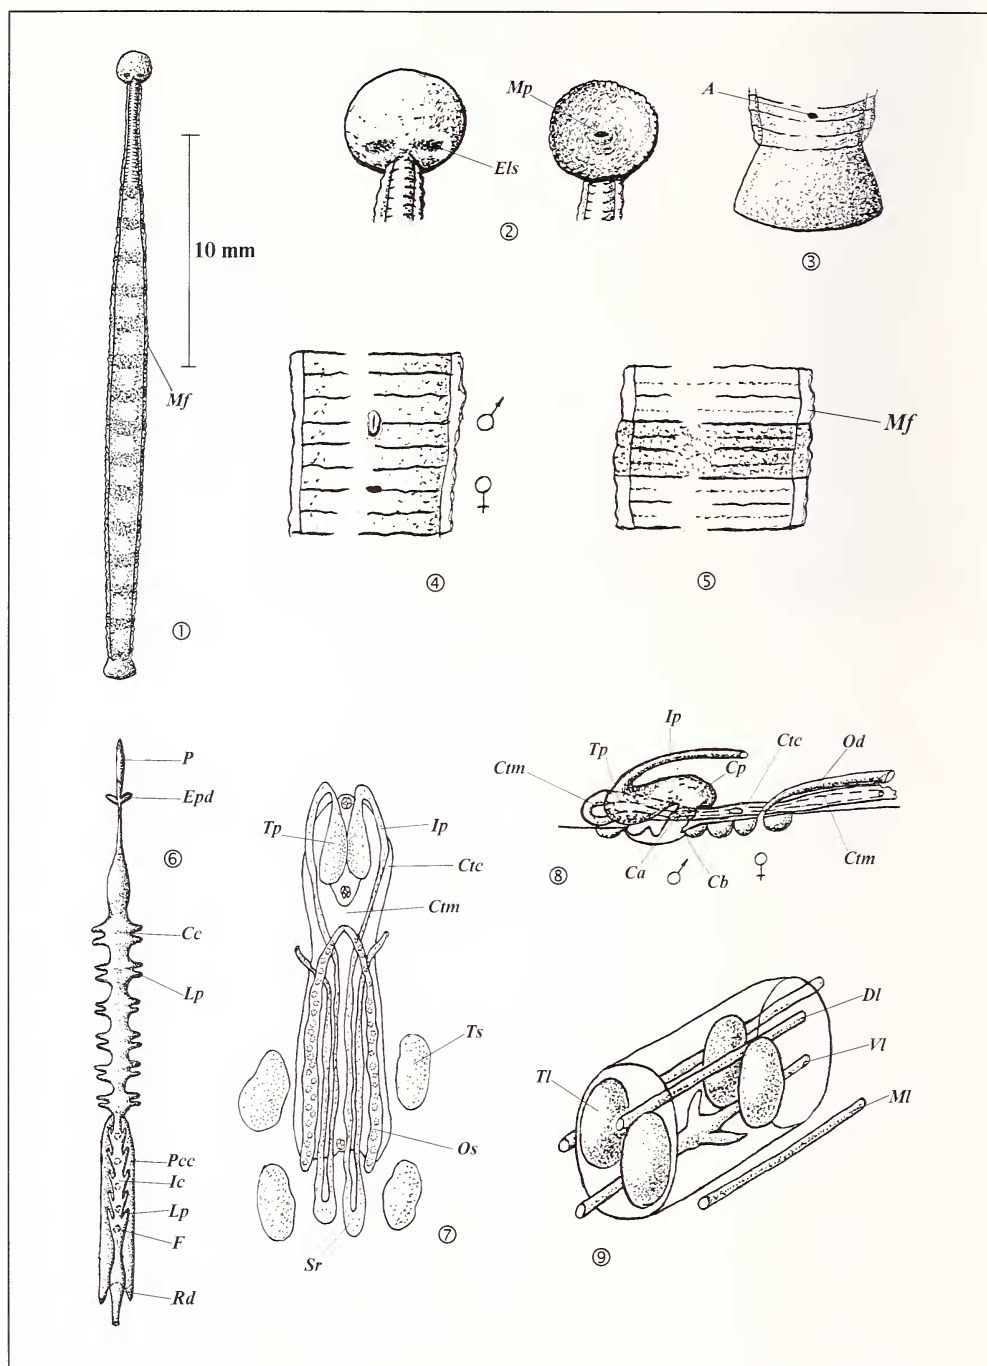 10 mm
Mf
①
Els
Mp
②
A
③
♂
♀
④
Mf
⑤
P
Epd
⑥
Cc
Lp
Pcc
Ic
Lp
F
Rd
Tp
Ip
Ctc
Ctm
Ts
Os
Sr
⑦
Ip
Tp
Ctc
Od
Ctm
Cp
Ca
♂
Cb
♀
Ctm
⑧
Dl
Vl
Tl
Ml
⑨